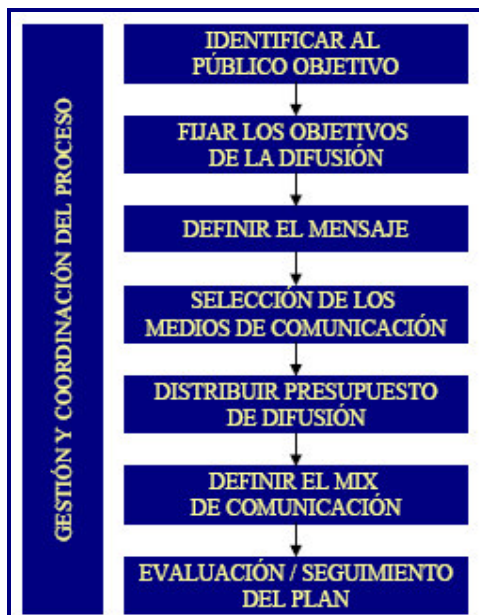 GESTIÓN Y COORDINACIÓN DEL PROCESO
IDENTIFICAR AL
PÚBLICO OBJETIVO
FIJAR LOS OBJETIVOS
DE LA DIFUSIÓN
DEFINIR EL MENSAJE
SELECCIÓN DE LOS
MEDIOS DE COMUNICACIÓN
DISTRIBUIR PRESUPUESTO
DE DIFUSIÓN
DEFINIR EL MIX
DE COMUNICACIÓN
EVALUACIÓN / SEGUIMIENTO
DEL PLAN